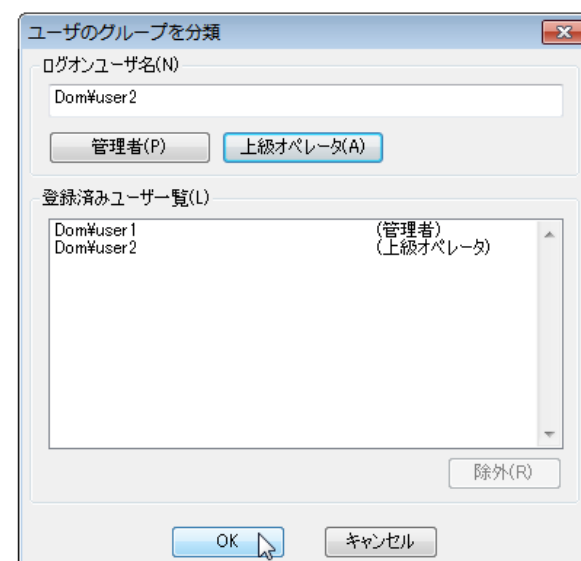 ユーザのグループを分類
ログオンユーザ名(N)
Dom¥user2
管理者(P) 上級オペレータ(A)
登録済みユーザ一覧(L)
Dom¥user1 (管理者)
Dom¥user2 (上級オペレータ)
除外(R)
OK キャンセル